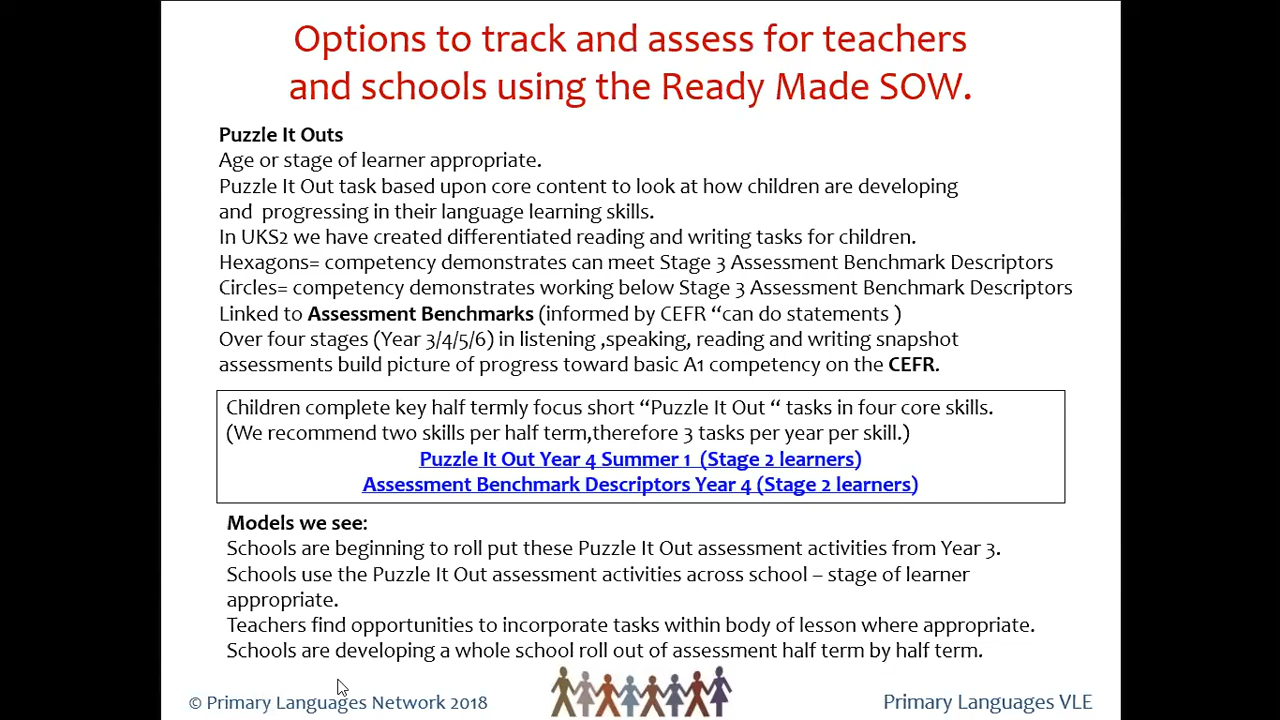 Options to track and assess for teachers
and schools using the Ready Made SOW.
Puzzle It Outs
Age or stage of learner appropriate.
Puzzle It Out task based upon core content to look at how children are developing
and  progressing in their language learning skills.
In UKS2 we have created differentiated reading and writing tasks for children.
Hexagons= competency demonstrates can meet Stage 3 Assessment Benchmark Descriptors
Circles= competency demonstrates working below Stage 3 Assessment Benchmark Descriptors
Linked to Assessment Benchmarks (informed by CEFR “can do statements )
Over four stages (Year 3/4/5/6) in listening ,speaking, reading and writing snapshot
assessments build picture of progress toward basic A1 competency on the CEFR.
Children complete key half termly focus short “Puzzle It Out “ tasks in four core skills.
(We recommend two skills per half term,therefore 3 tasks per year per skill.)
Puzzle It Out Year 4 Summer 1  (Stage 2 learners)
Assessment Benchmark Descriptors Year 4 (Stage 2 learners)
Models we see:
Schools are beginning to roll put these Puzzle It Out assessment activities from Year 3.
Schools use the Puzzle It Out assessment activities across school – stage of learner
appropriate.
Teachers find opportunities to incorporate tasks within body of lesson where appropriate.
Schools are developing a whole school roll out of assessment half term by half term.
© Primary Languages Network 2018
Primary Languages VLE